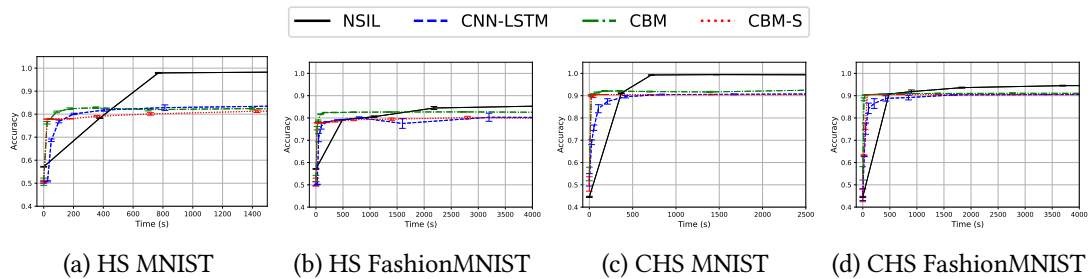 NSIL CNN-LSTM CBM CBM-S
1.0
0.9
0.8
0.7
0.6
0.5
0.4
Accuracy
0 200 400 600 800 1000 1200 1400
Time (s)
(a) HS MNIST
1.0
0.9
0.8
0.7
0.6
0.5
0.4
Accuracy
0 500 1000 1500 2000 2500 3000 3500 4000
Time (s)
(b) HS FashionMNIST
1.0
0.9
0.8
0.7
0.6
0.5
0.4
Accuracy
0 500 1000 1500 2000 2500
Time (s)
(c) CHS MNIST
1.0
0.9
0.8
0.7
0.6
0.5
0.4
Accuracy
0 500 1000 1500 2000 2500 3000 3500 4000
Time (s)
(d) CHS FashionMNIST